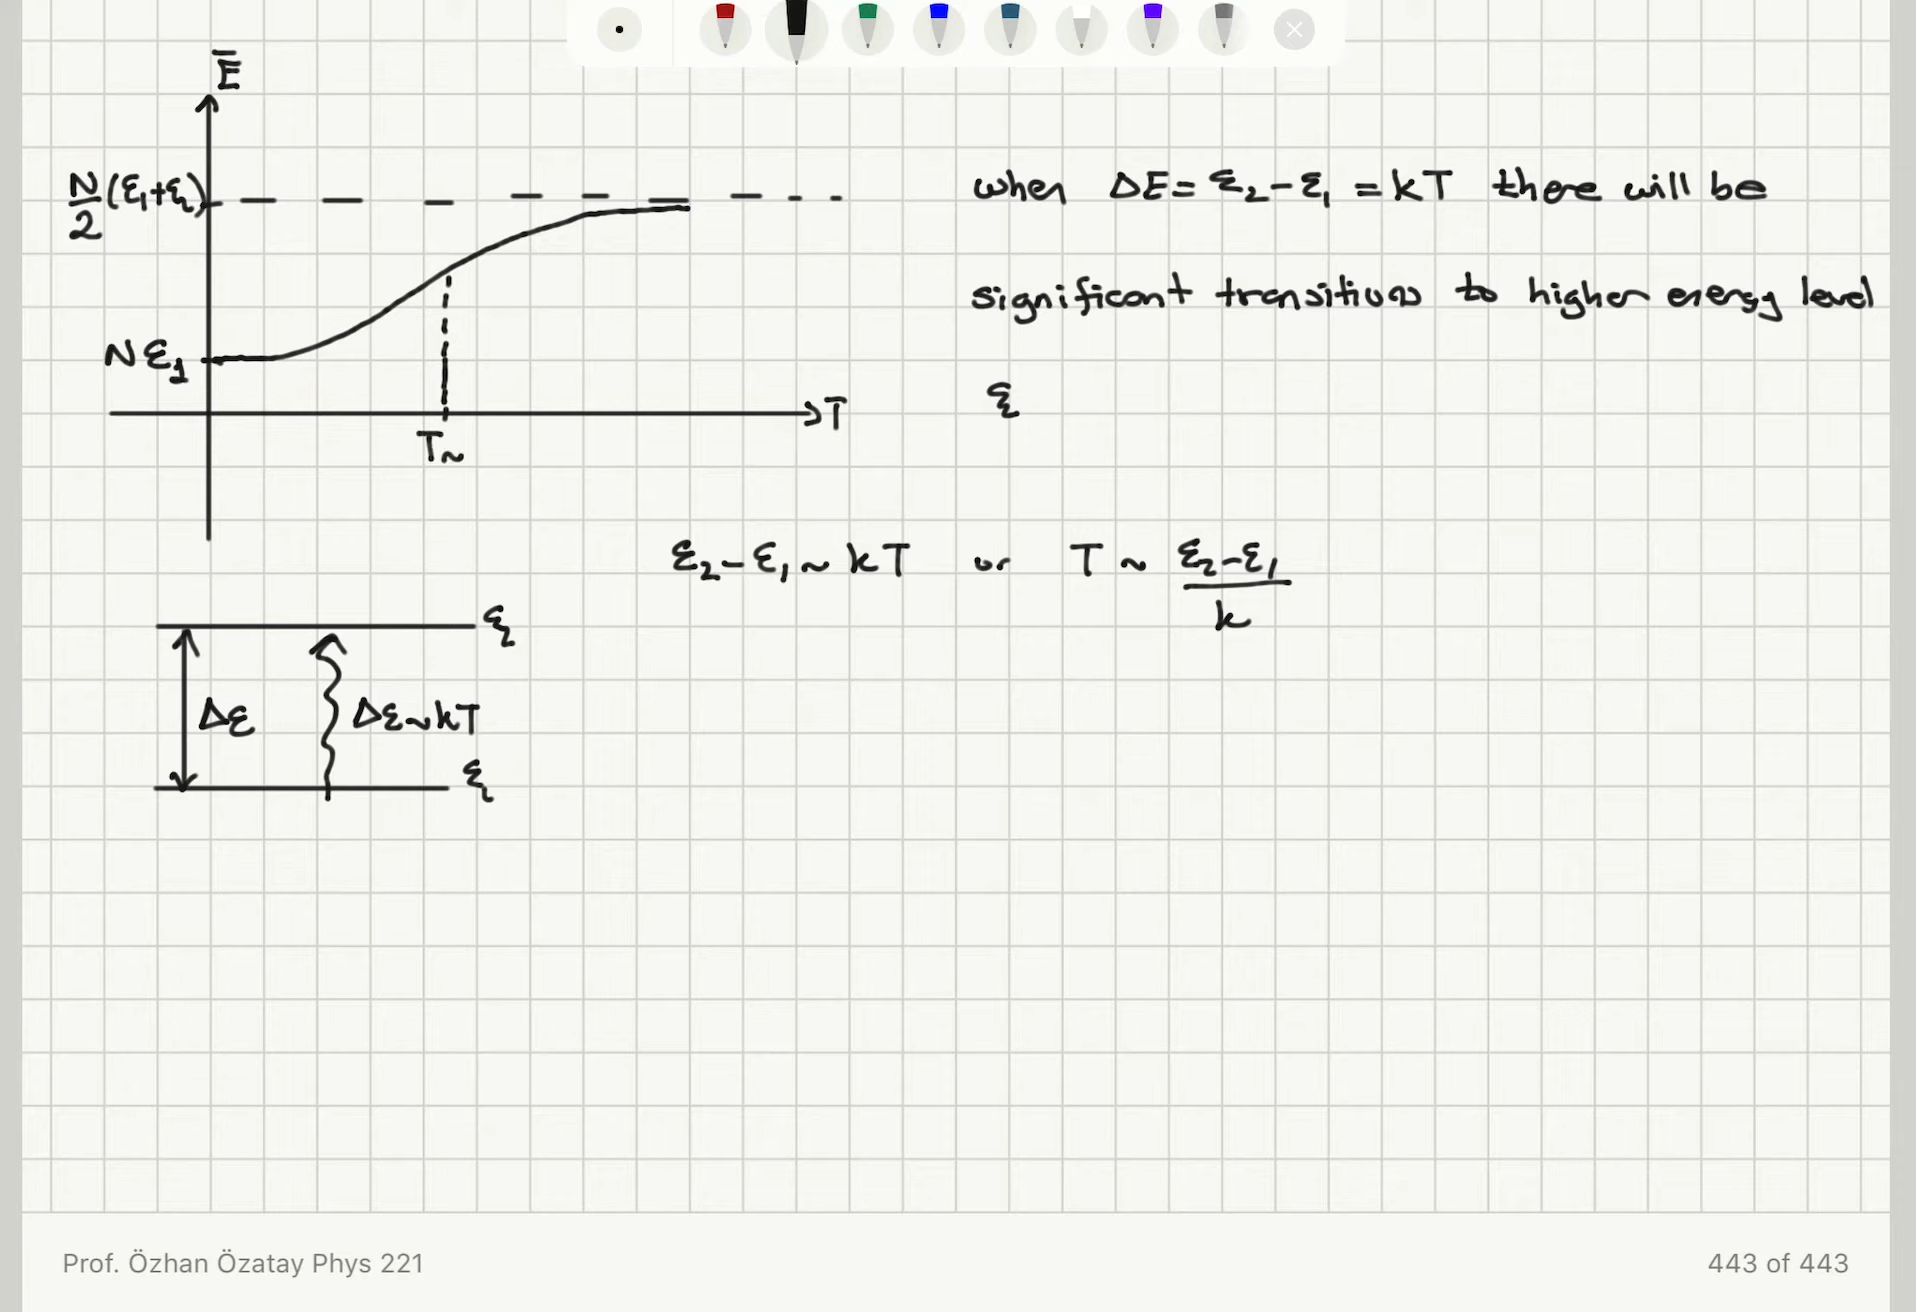 E̅
N/2 (ε₁+ε₂)
when ΔE = ε₂-ε₁ = kT there will be
significant transitions to higher energy level
Nε₁
ε₂
T
T~
ε₂-ε₁ ~ kT or T ~ ε₂-ε₁/k
ε₂
Δε Δε~kT
ε₁
Prof. Özhan Özatay Phys 221
443 of 443